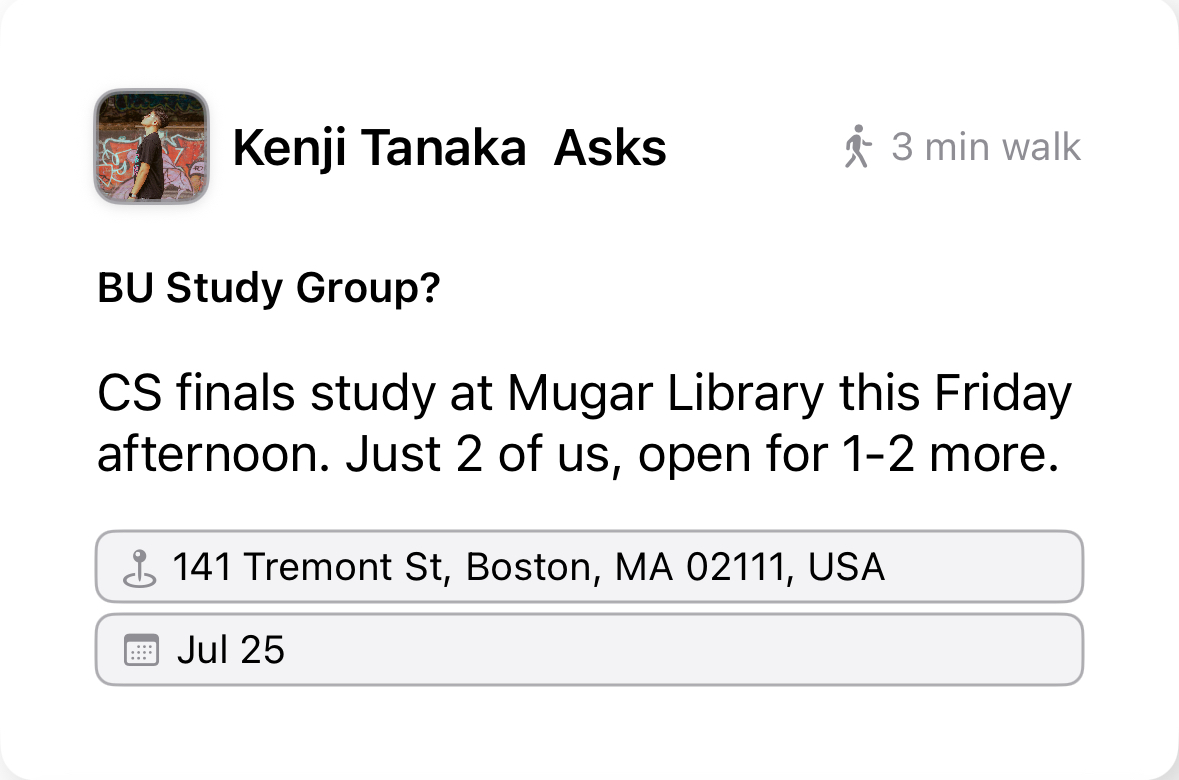 Kenji Tanaka Asks
3 min walk
BU Study Group?
CS finals study at Mugar Library this Friday
afternoon. Just 2 of us, open for 1-2 more.
141 Tremont St, Boston, MA 02111, USA
Jul 25